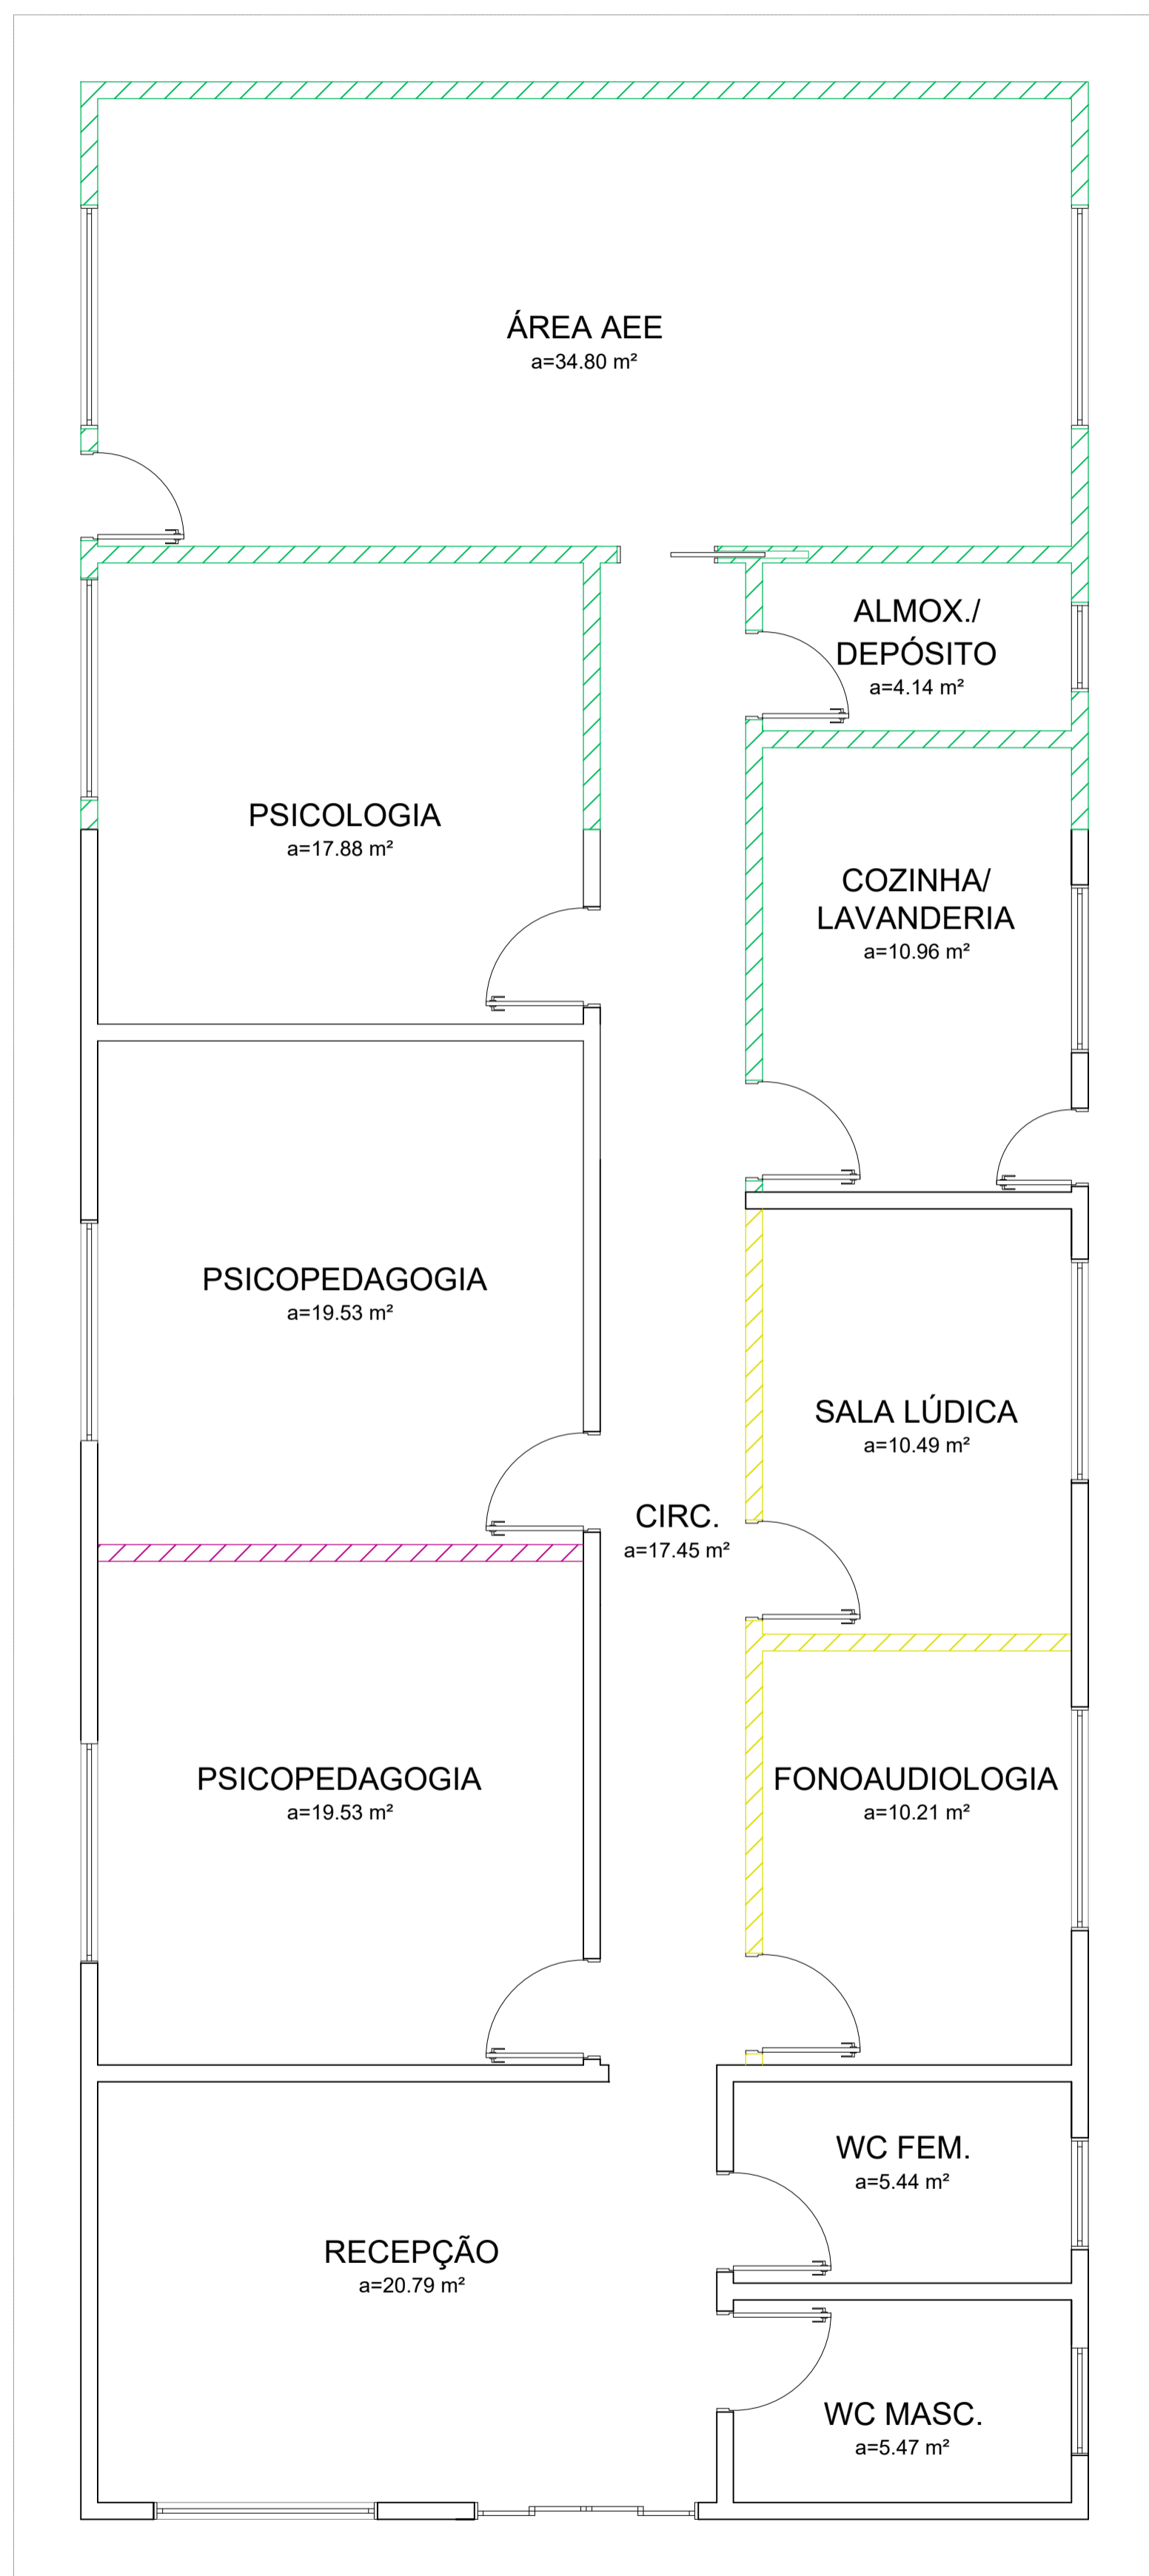 ÁREA AEE
a=34.80 m²
ALMOX./
DEPÓSITO
a=4.14 m²
PSICOLOGIA
a=17.88 m²
COZINHA/
LAVANDERIA
a=10.96 m²
PSICOPEDAGOGIA
a=19.53 m²
SALA LÚDICA
a=10.49 m²
CIRC.
a=17.45 m²
PSICOPEDAGOGIA
a=19.53 m²
FONOAUDIOLOGIA
a=10.21 m²
WC FEM.
a=5.44 m²
RECEPÇÃO
a=20.79 m²
WC MASC.
a=5.47 m²